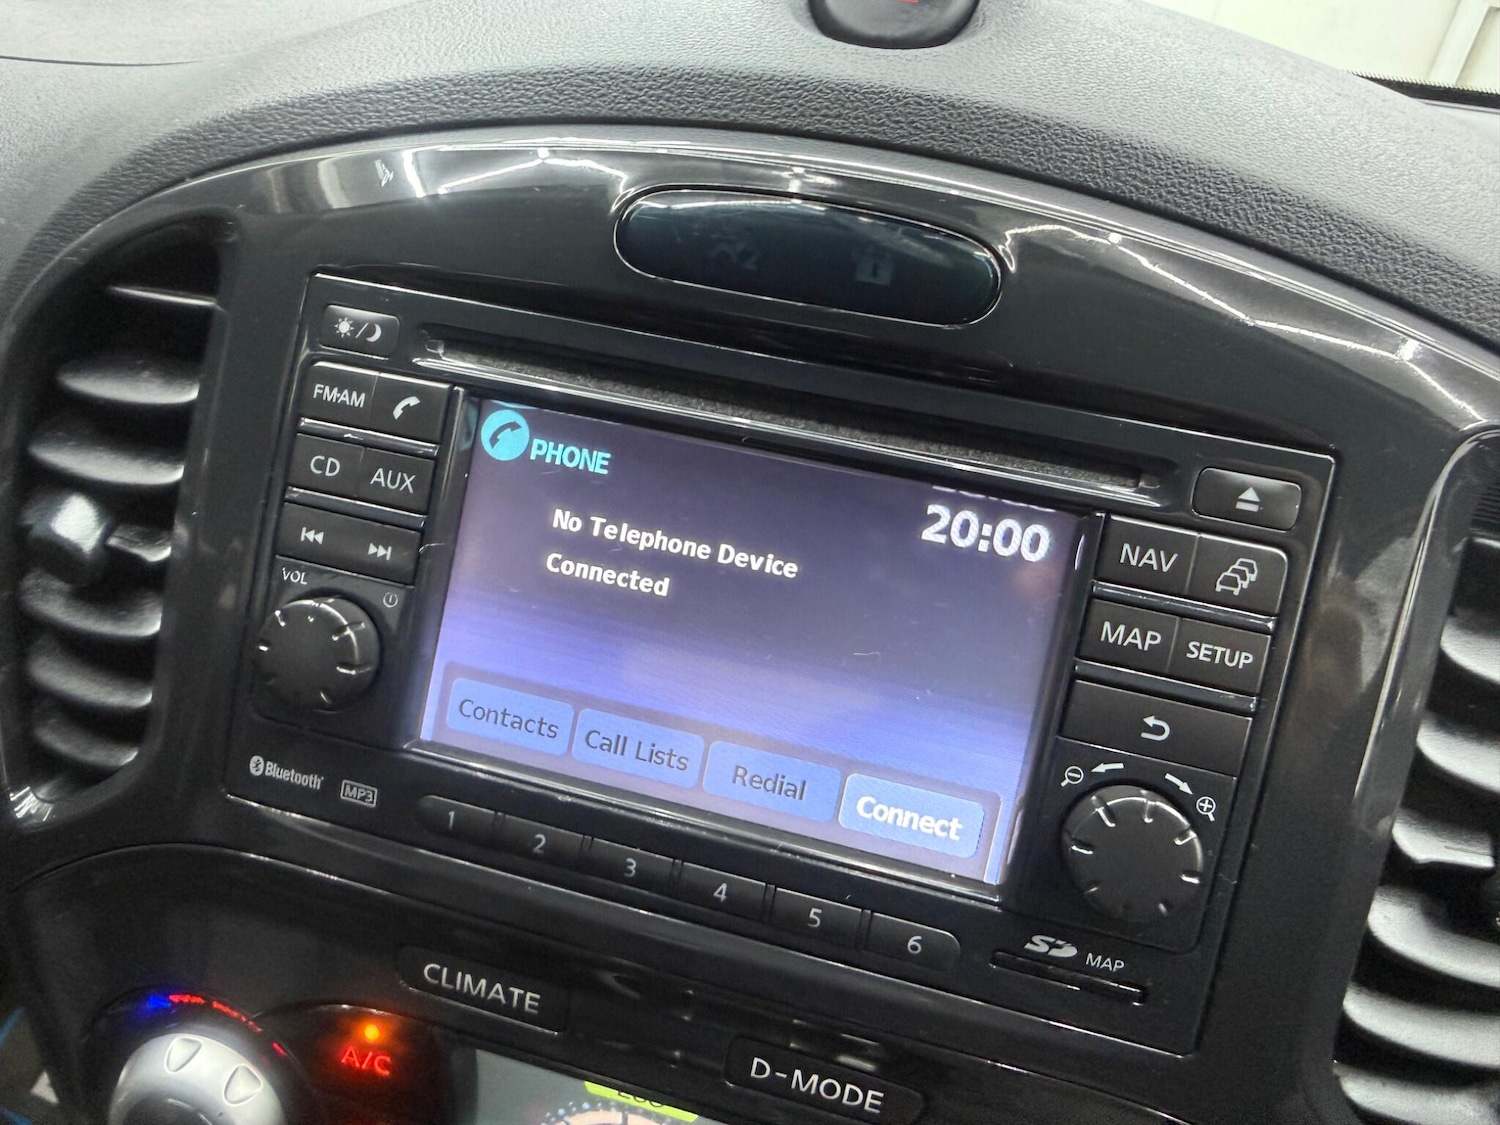 FM·AM
CD AUX
VOL
PHONE
20:00
No Telephone Device
Connected
Contacts Call Lists Redial Connect
NAV
MAP SETUP
Bluetooth MP3
1 2 3 4 5 6
SD MAP
CLIMATE
A/C
D-MODE